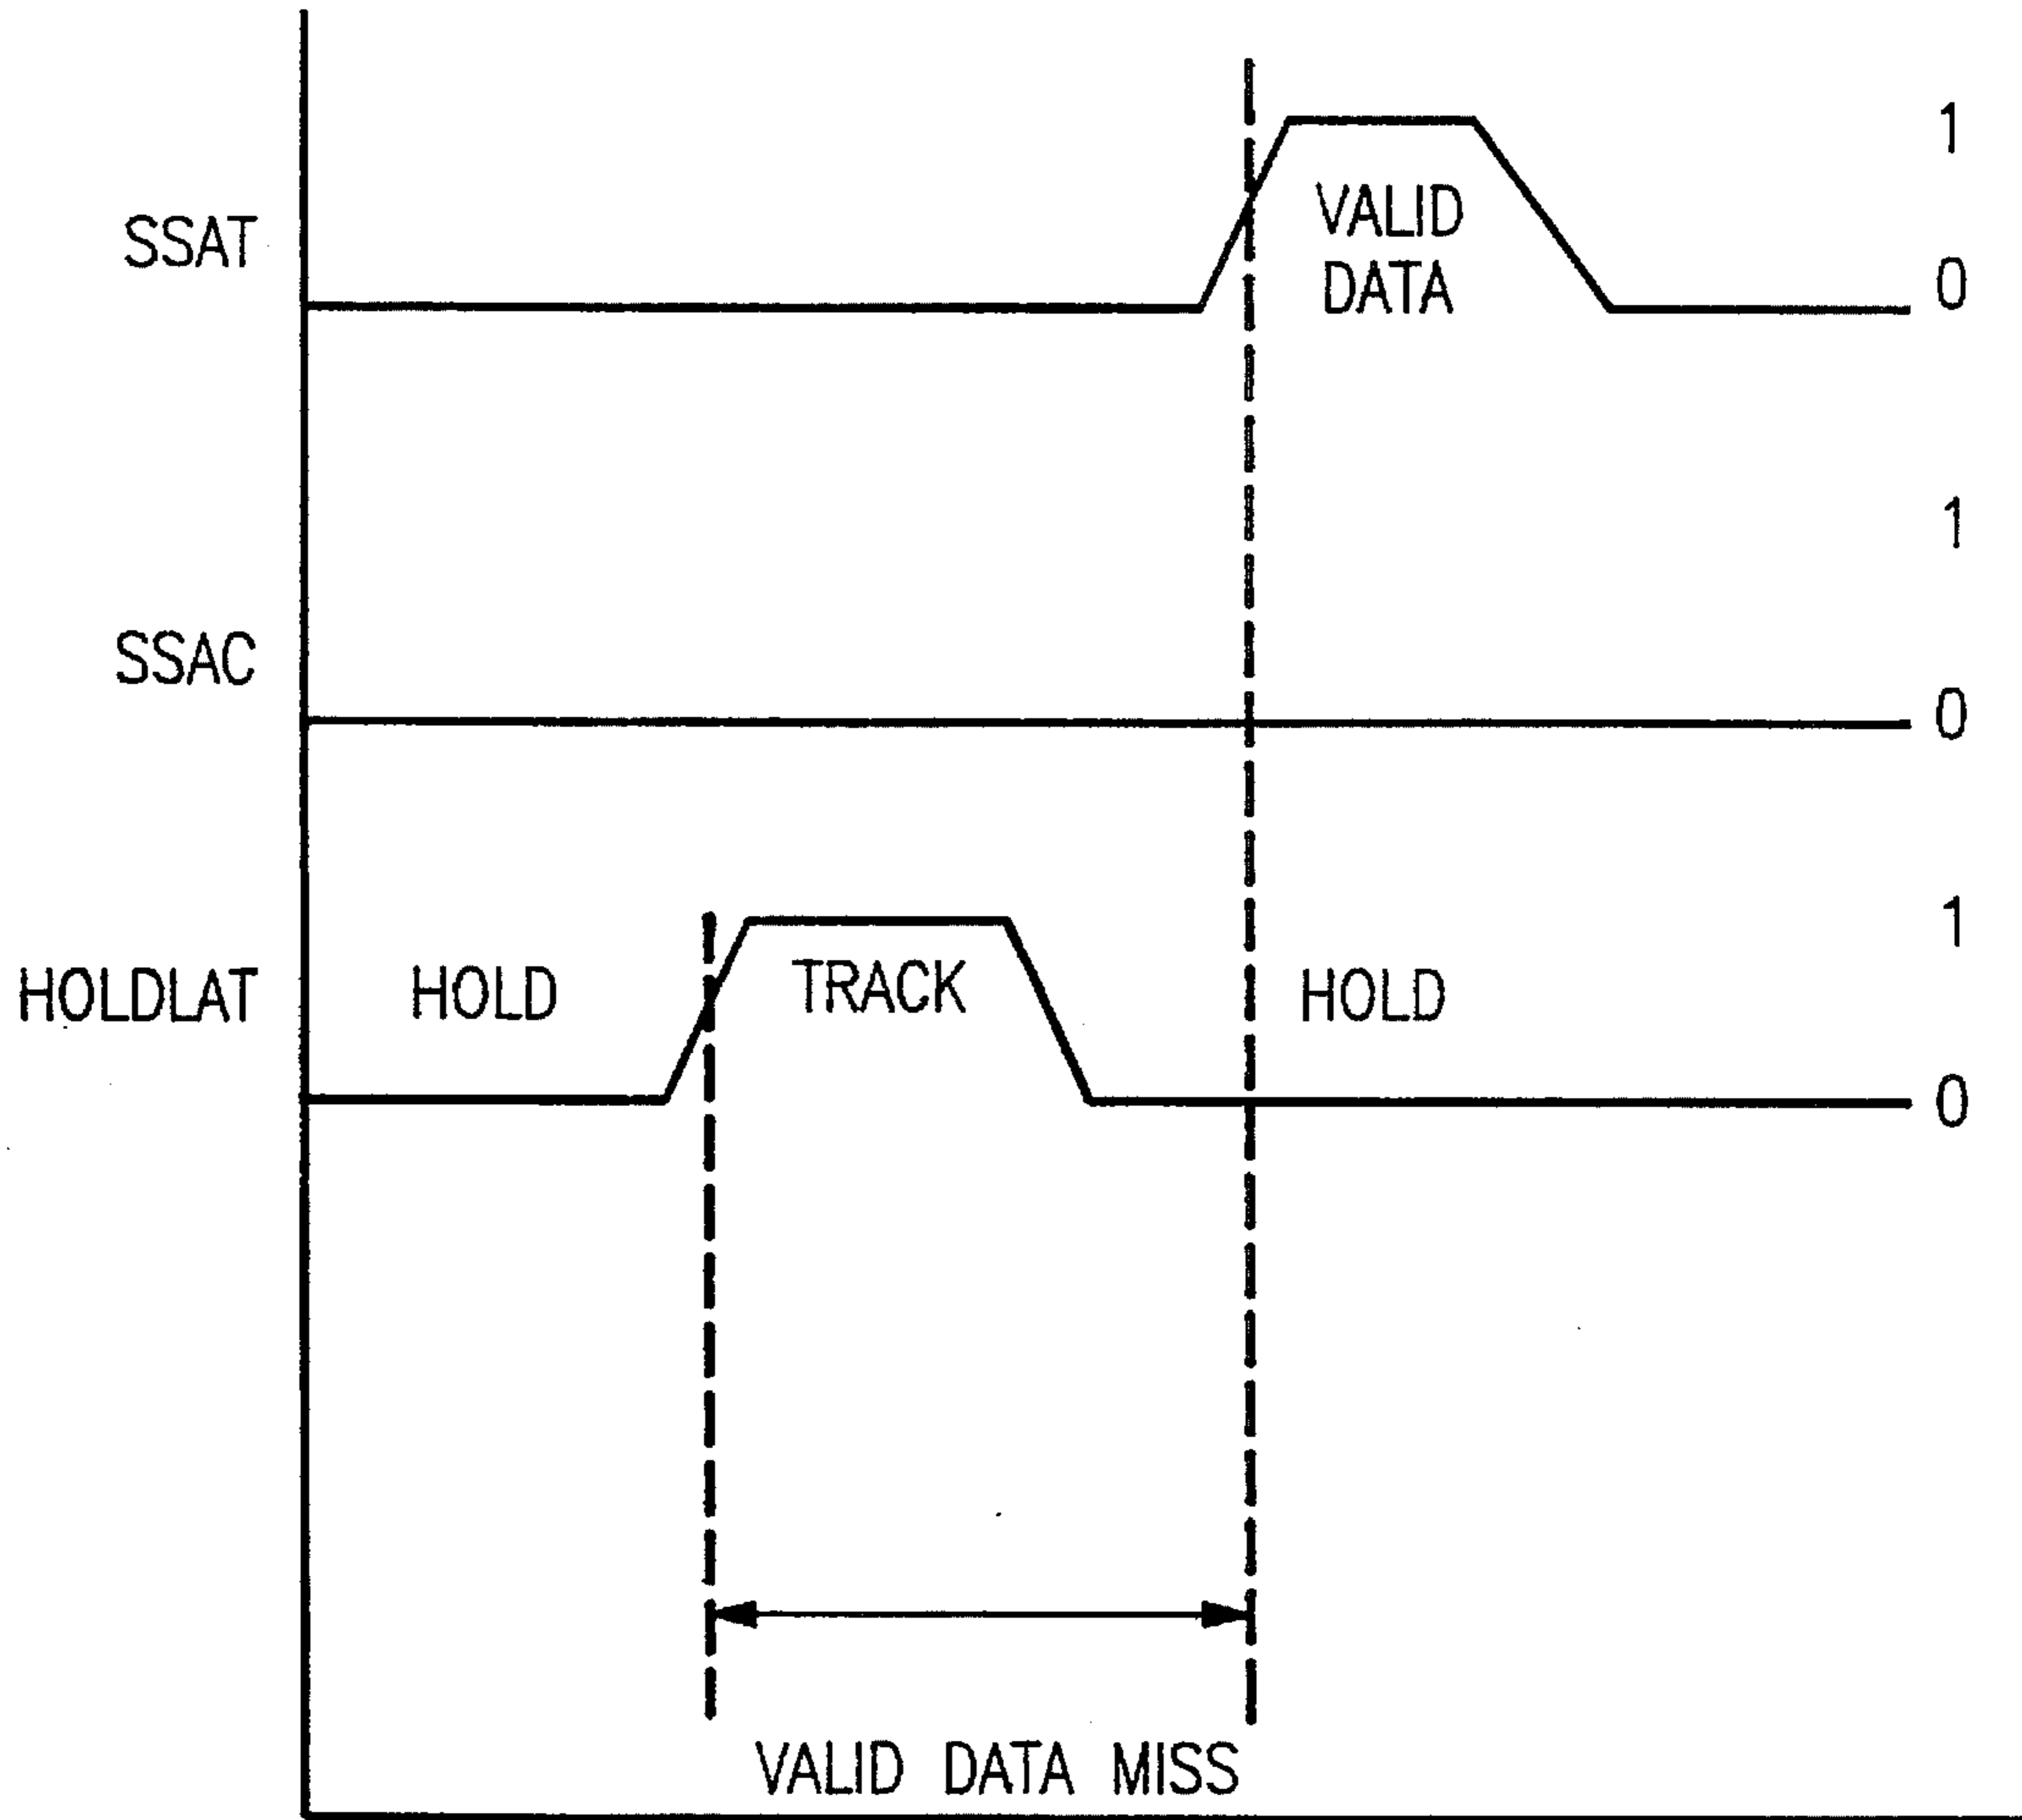 1
SSAT
VALID
DATA
0
1
SSAC
0
1
HOLDLAT
HOLD
TRACK
HOLD
0
VALID DATA MISS